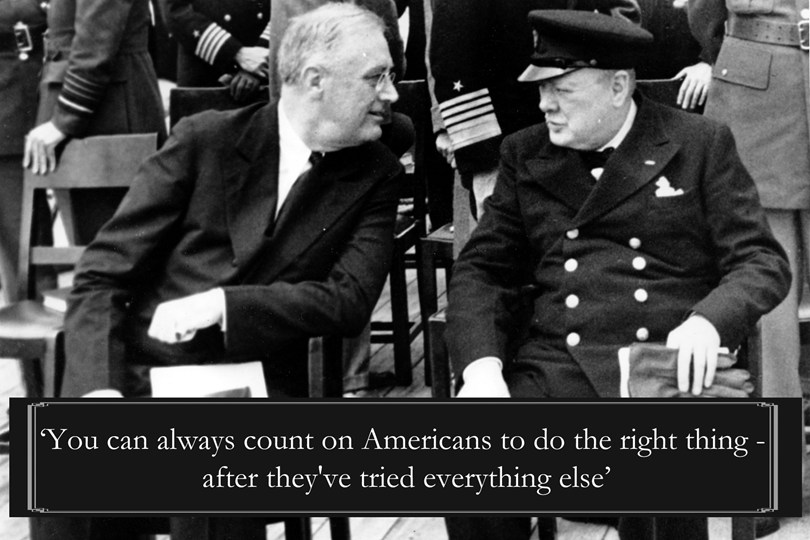 ‘You can always count on Americans to do the right thing -
after they've tried everything else’